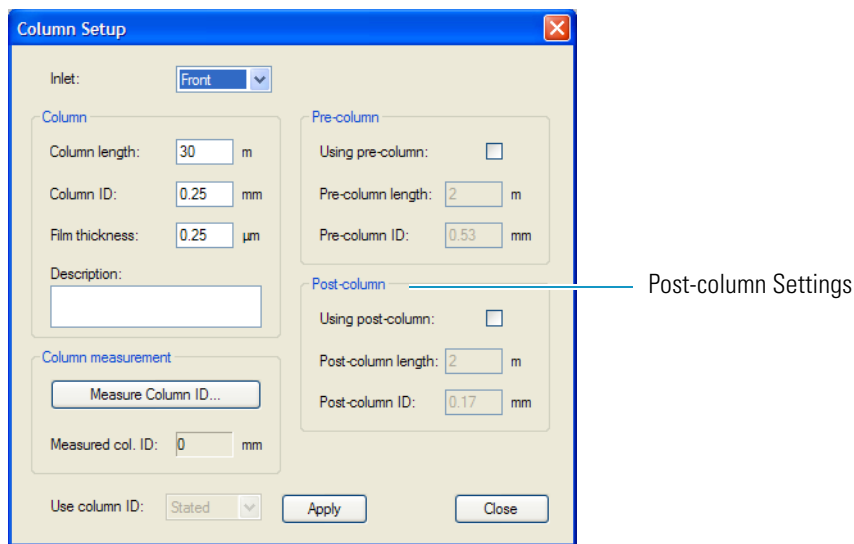 Column Setup
Inlet: Front
Column
Column length: 30 m
Column ID: 0.25 mm
Film thickness: 0.25 µm
Description:
Column measurement
Measure Column ID...
Measured col. ID: 0 mm
Pre-column
Using pre-column:
Pre-column length: 2 m
Pre-column ID: 0.53 mm
Post-column
Using post-column:
Post-column length: 2 m
Post-column ID: 0.17 mm
Post-column Settings
Use column ID: Stated Apply Close